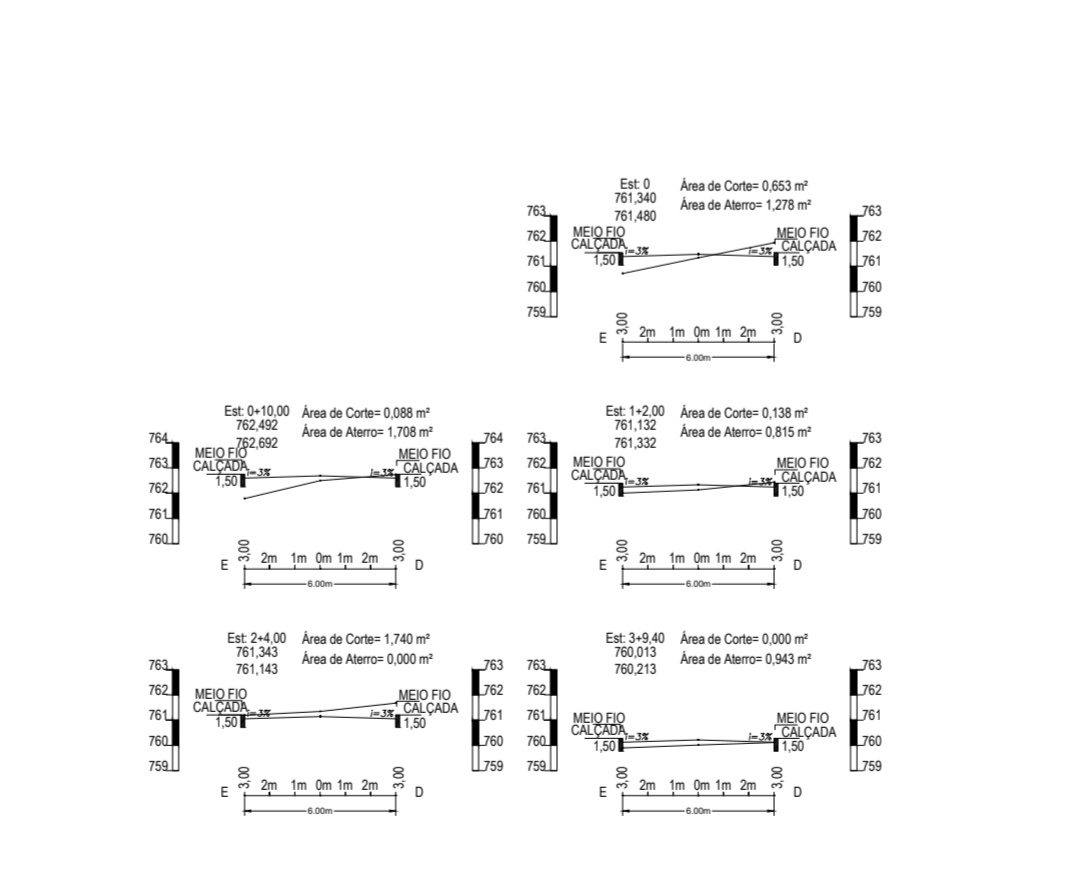 Est: 0
761,340
761,480
Área de Corte= 0,653 m²
Área de Aterro= 1,278 m²
763
762
761
760
759
MEIO FIO
CALÇADA
1,50
i=3%
i=3%
MEIO FIO
CALÇADA
1,50
763
762
761
760
759
E
3,00
2m 1m 0m 1m 2m
3,00
D
6.00m
Est: 0+10,00
762,492
762,692
Área de Corte= 0,088 m²
Área de Aterro= 1,708 m²
764
763
762
761
760
MEIO FIO
CALÇADA
1,50
i=3%
i=3%
MEIO FIO
CALÇADA
1,50
764
763
762
761
760
E
3,00
2m 1m 0m 1m 2m
3,00
D
6.00m
Est: 1+2,00
761,132
761,332
Área de Corte= 0,138 m²
Área de Aterro= 0,815 m²
763
762
761
760
759
MEIO FIO
CALÇADA
1,50
i=3%
i=3%
MEIO FIO
CALÇADA
1,50
763
762
761
760
759
E
3,00
2m 1m 0m 1m 2m
3,00
D
6.00m
Est: 2+4,00
761,343
761,143
Área de Corte= 1,740 m²
Área de Aterro= 0,000 m²
763
762
761
760
759
MEIO FIO
CALÇADA
1,50
i=3%
i=3%
MEIO FIO
CALÇADA
1,50
763
762
761
760
759
E
3,00
2m 1m 0m 1m 2m
3,00
D
6.00m
Est: 3+9,40
760,013
760,213
Área de Corte= 0,000 m²
Área de Aterro= 0,943 m²
763
762
761
760
759
MEIO FIO
CALÇADA
1,50
i=3%
i=3%
MEIO FIO
CALÇADA
1,50
763
762
761
760
759
E
3,00
2m 1m 0m 1m 2m
3,00
D
6.00m